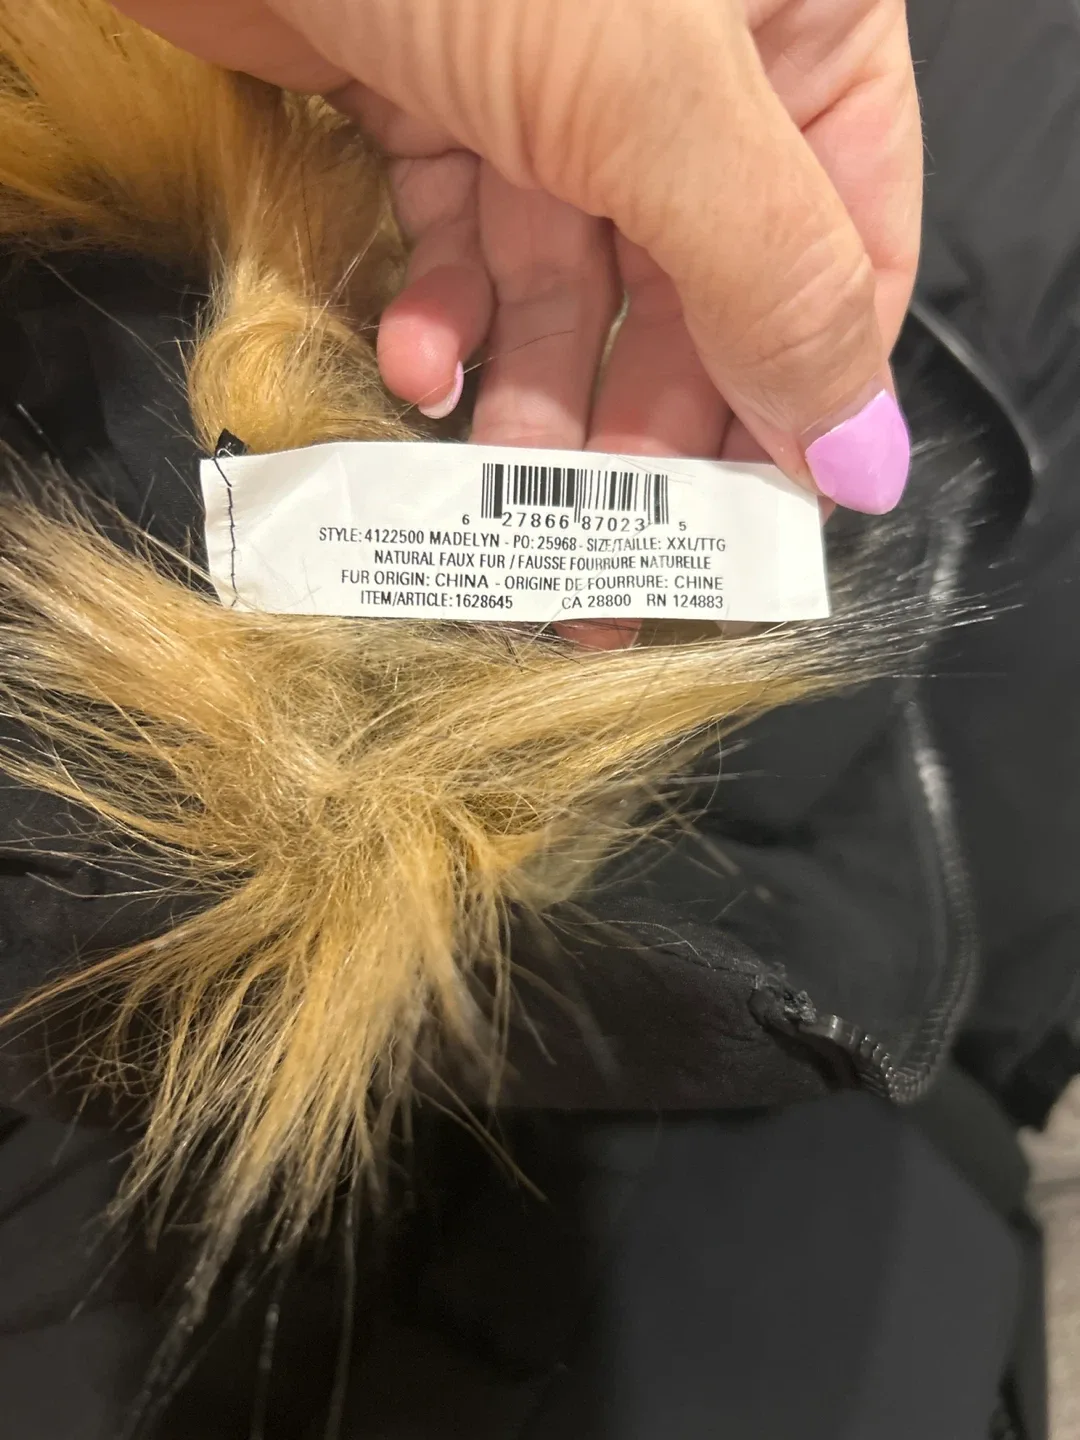 6 27866 87023 5
STYLE: 4122500 MADELYN - PO: 25968 - SIZE/TAILLE: XXL/TTG
NATURAL FAUX FUR / FAUSSE FOURRURE NATURELLE
FUR ORIGIN: CHINA - ORIGINE DE FOURRURE: CHINE
ITEM/ARTICLE: 1628645 CA 28800 RN 124883